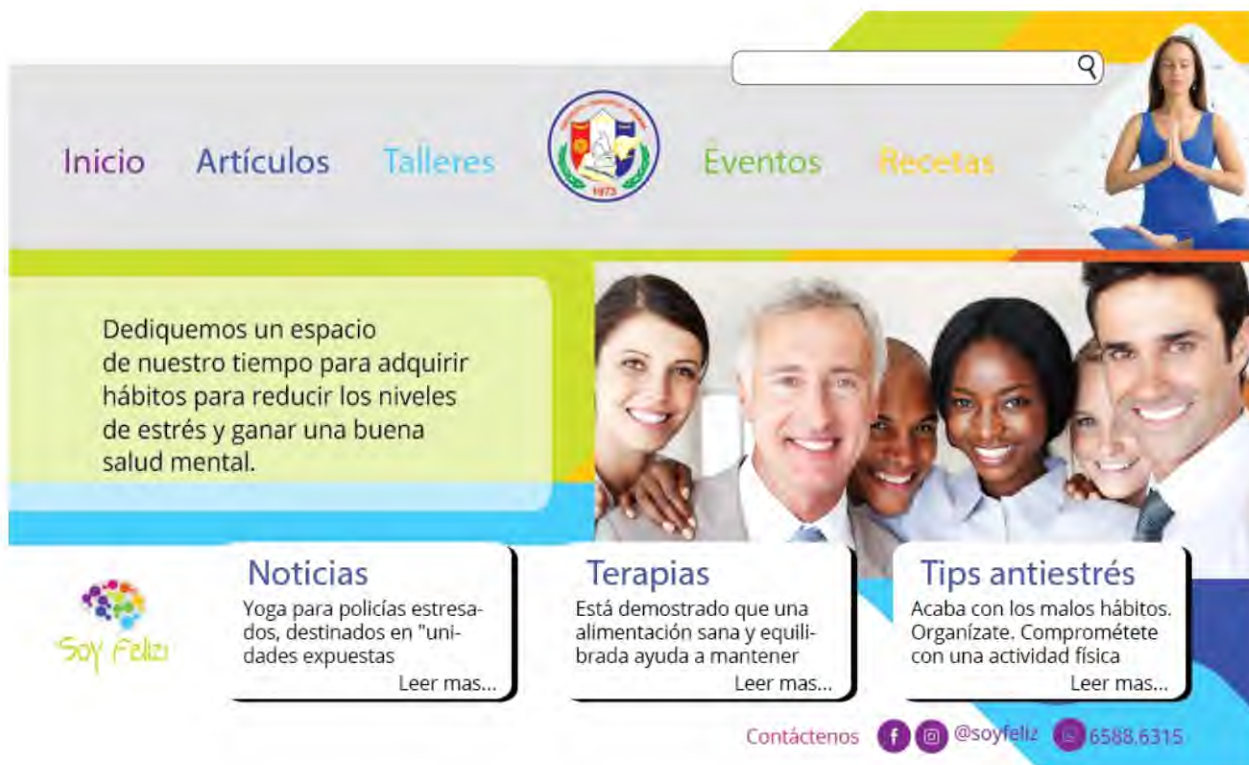 Inicio
Artículos
Talleres
1973
Eventos
Recetas
Dediquemos un espacio
de nuestro tiempo para adquirir
hábitos para reducir los niveles
de estrés y ganar una buena
salud mental.
Soy Feliz!
Noticias
Yoga para policías estresa-
dos, destinados en "uni-
dades expuestas
Leer mas...
Terapias
Está demostrado que una
alimentación sana y equili-
brada ayuda a mantener
Leer mas...
Tips antiestrés
Acaba con los malos hábitos.
Organízate. Comprométete
con una actividad física
Leer mas...
Contáctenos @soyfeliz 6588.6315